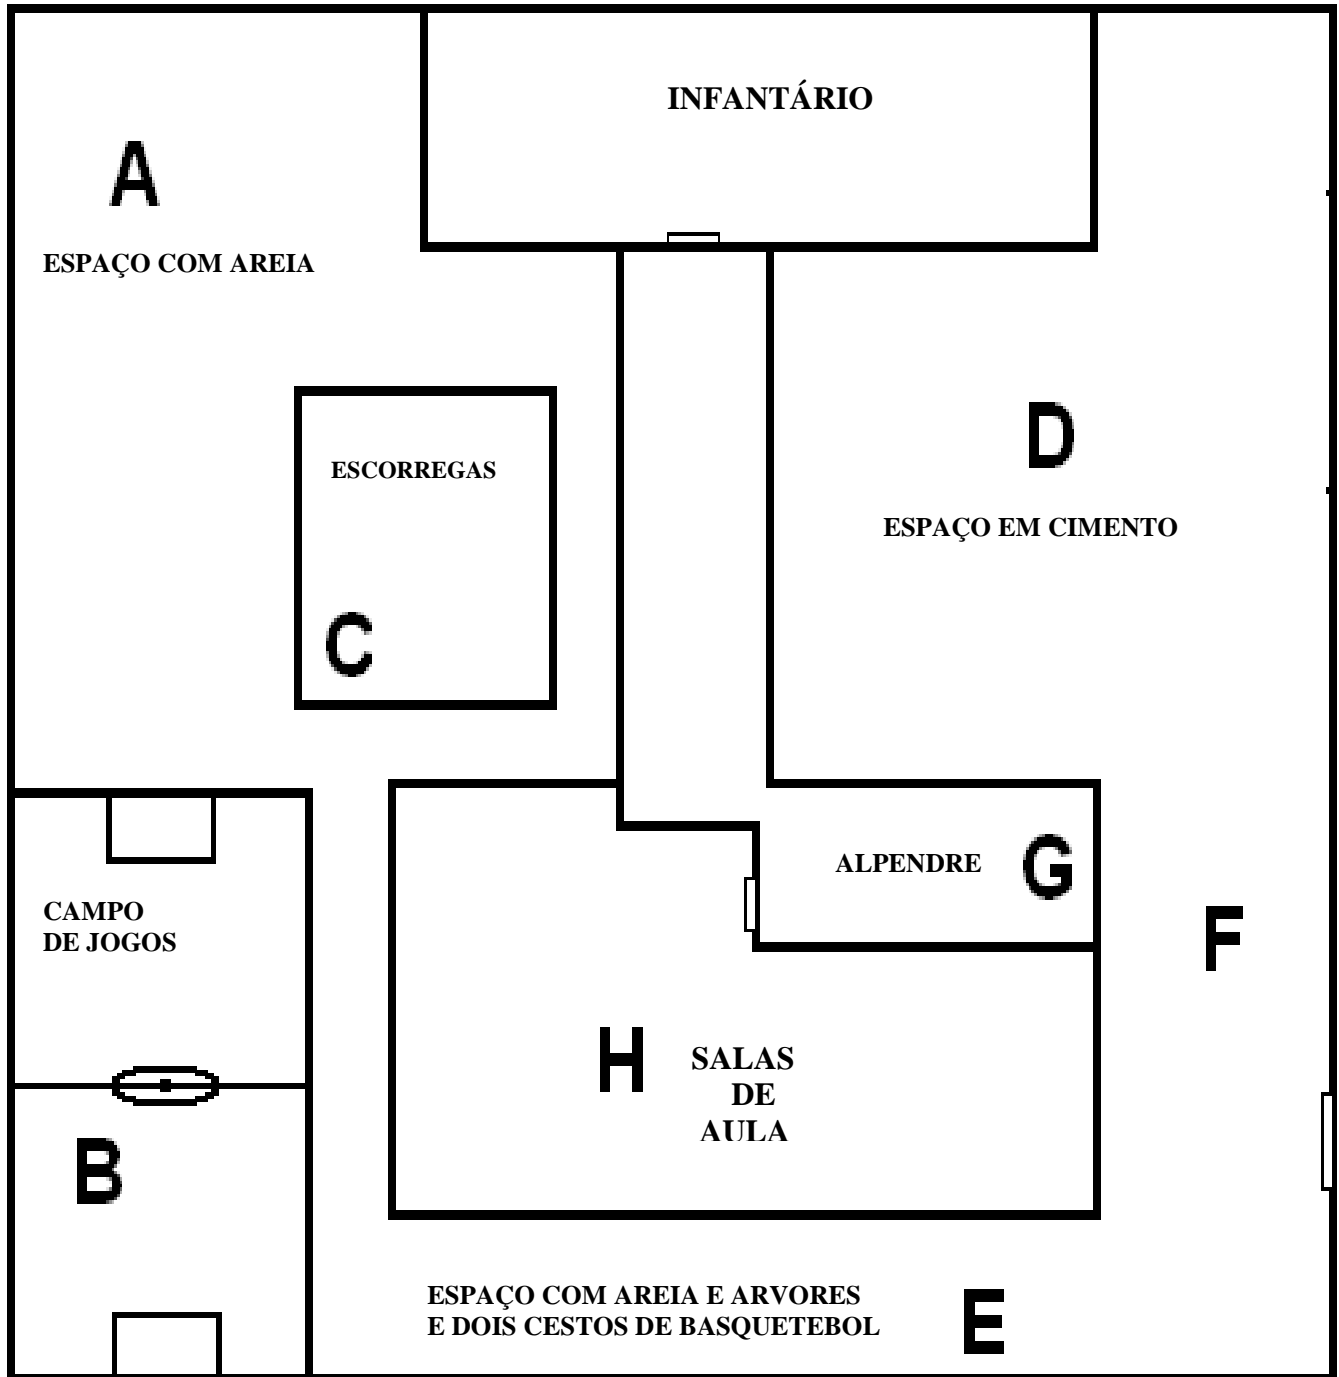 INFANTÁRIO
A
ESPAÇO COM AREIA
ESCORREGAS
C
D
ESPAÇO EM CIMENTO
CAMPO
DE JOGOS
B
ALPENDRE
G
F
H
SALAS
DE
AULA
ESPAÇO COM AREIA E ARVORES
E DOIS CESTOS DE BASQUETEBOL
E